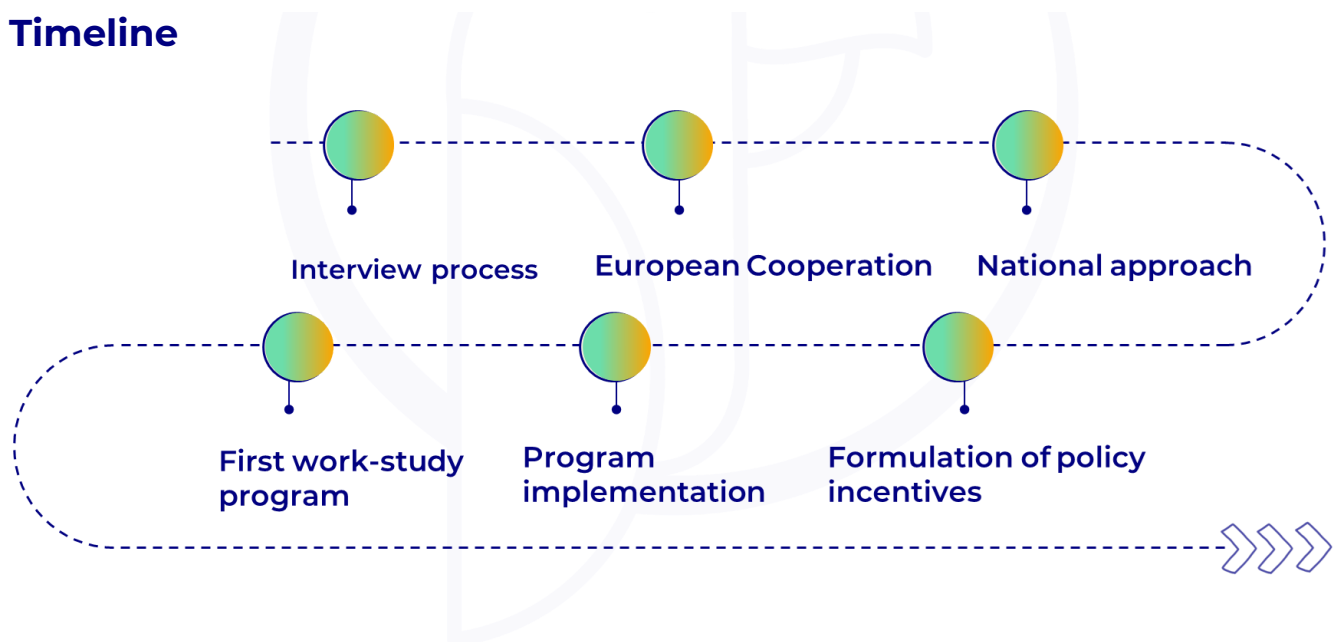 Timeline
Interview process
European Cooperation
National approach
First work-study
program
Program
implementation
Formulation of policy
incentives